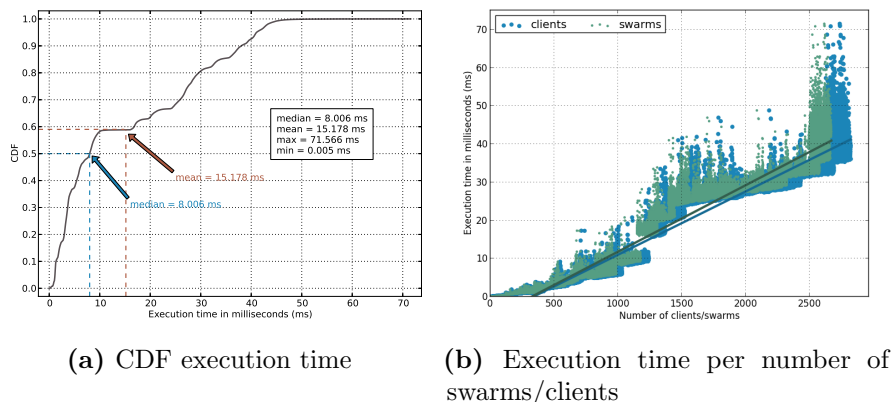 1.0
0.9
0.8
0.7
0.6
0.5
0.4
0.3
0.2
0.1
0.0
CDF
median = 8.006 ms
mean = 15.178 ms
max = 71.566 ms
min = 0.005 ms
mean = 15.178 ms
median = 8.006 ms
0 10 20 30 40 50 60 70
Execution time in milliseconds (ms)
(a) CDF execution time
clients swarms
80
70
60
50
40
30
20
10
0
Execution time in milliseconds (ms)
0 500 1000 1500 2000 2500
Number of clients/swarms
(b) Execution time per number of
swarms/clients